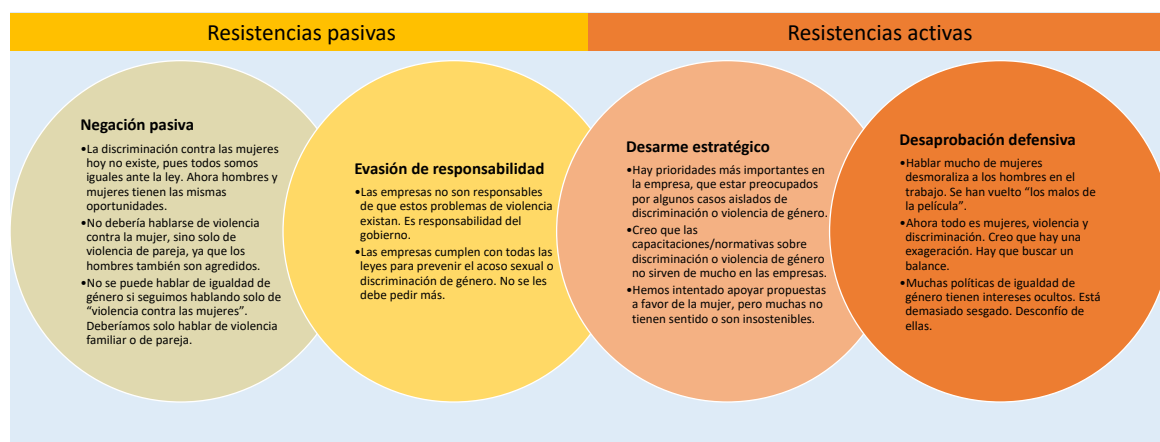 Resistencias pasivas
Resistencias activas
Negación pasiva
•La discriminación contra las mujeres
hoy no existe, pues todos somos
iguales ante la ley. Ahora hombres y
mujeres tienen las mismas
oportunidades.
•No debería hablarse de violencia
contra la mujer, sino solo de
violencia de pareja, ya que los
hombres también son agredidos.
•No se puede hablar de igualdad de
género si seguimos hablando solo de
“violencia contra las mujeres”.
Deberíamos solo hablar de violencia
familiar o de pareja.
Evasión de responsabilidad
•Las empresas no son responsables
de que estos problemas de violencia
existan. Es responsabilidad del
gobierno.
•Las empresas cumplen con todas las
leyes para prevenir el acoso sexual o
discriminación de género. No se les
debe pedir más.
Desarme estratégico
•Hay prioridades más importantes en
la empresa, que estar preocupados
por algunos casos aislados de
discriminación o violencia de género.
•Creo que las
capacitaciones/normativas sobre
discriminación o violencia de género
no sirven de mucho en las empresas.
•Hemos intentado apoyar propuestas
a favor de la mujer, pero muchas no
tienen sentido o son insostenibles.
Desaprobación defensiva
•Hablar mucho de mujeres
desmoraliza a los hombres en el
trabajo. Se han vuelto “los malos de
la película”.
•Ahora todo es mujeres, violencia y
discriminación. Creo que hay una
exageración. Hay que buscar un
balance.
•Muchas políticas de igualdad de
género tienen intereses ocultos. Está
demasiado sesgado. Desconfío de
ellas.